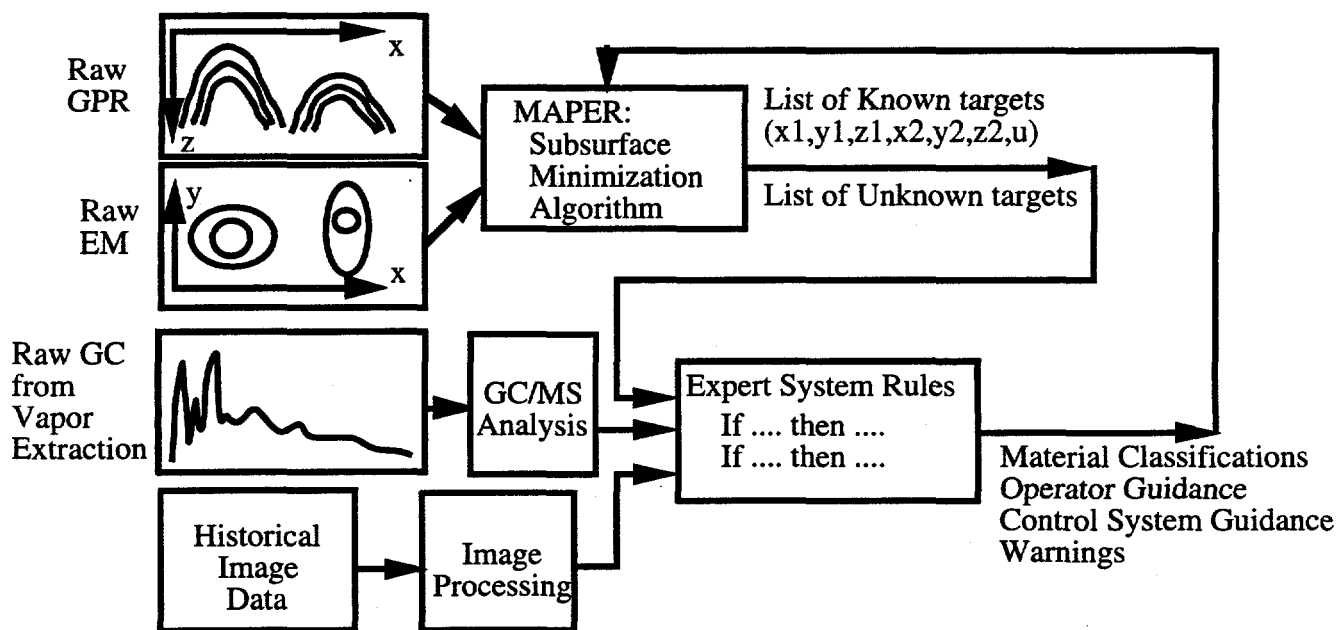 Raw
GPR
x
z
MAPER:
Subsurface
Minimization
Algorithm
List of Known targets
(x1,y1,z1,x2,y2,z2,u)
List of Unknown targets
Raw
EM
y
x
Raw GC
from
Vapor
Extraction
GC/MS
Analysis
Expert System Rules
If .... then ....
If .... then ....
Material Classifications
Operator Guidance
Control System Guidance
Warnings
Historical
Image
Data
Image
Processing